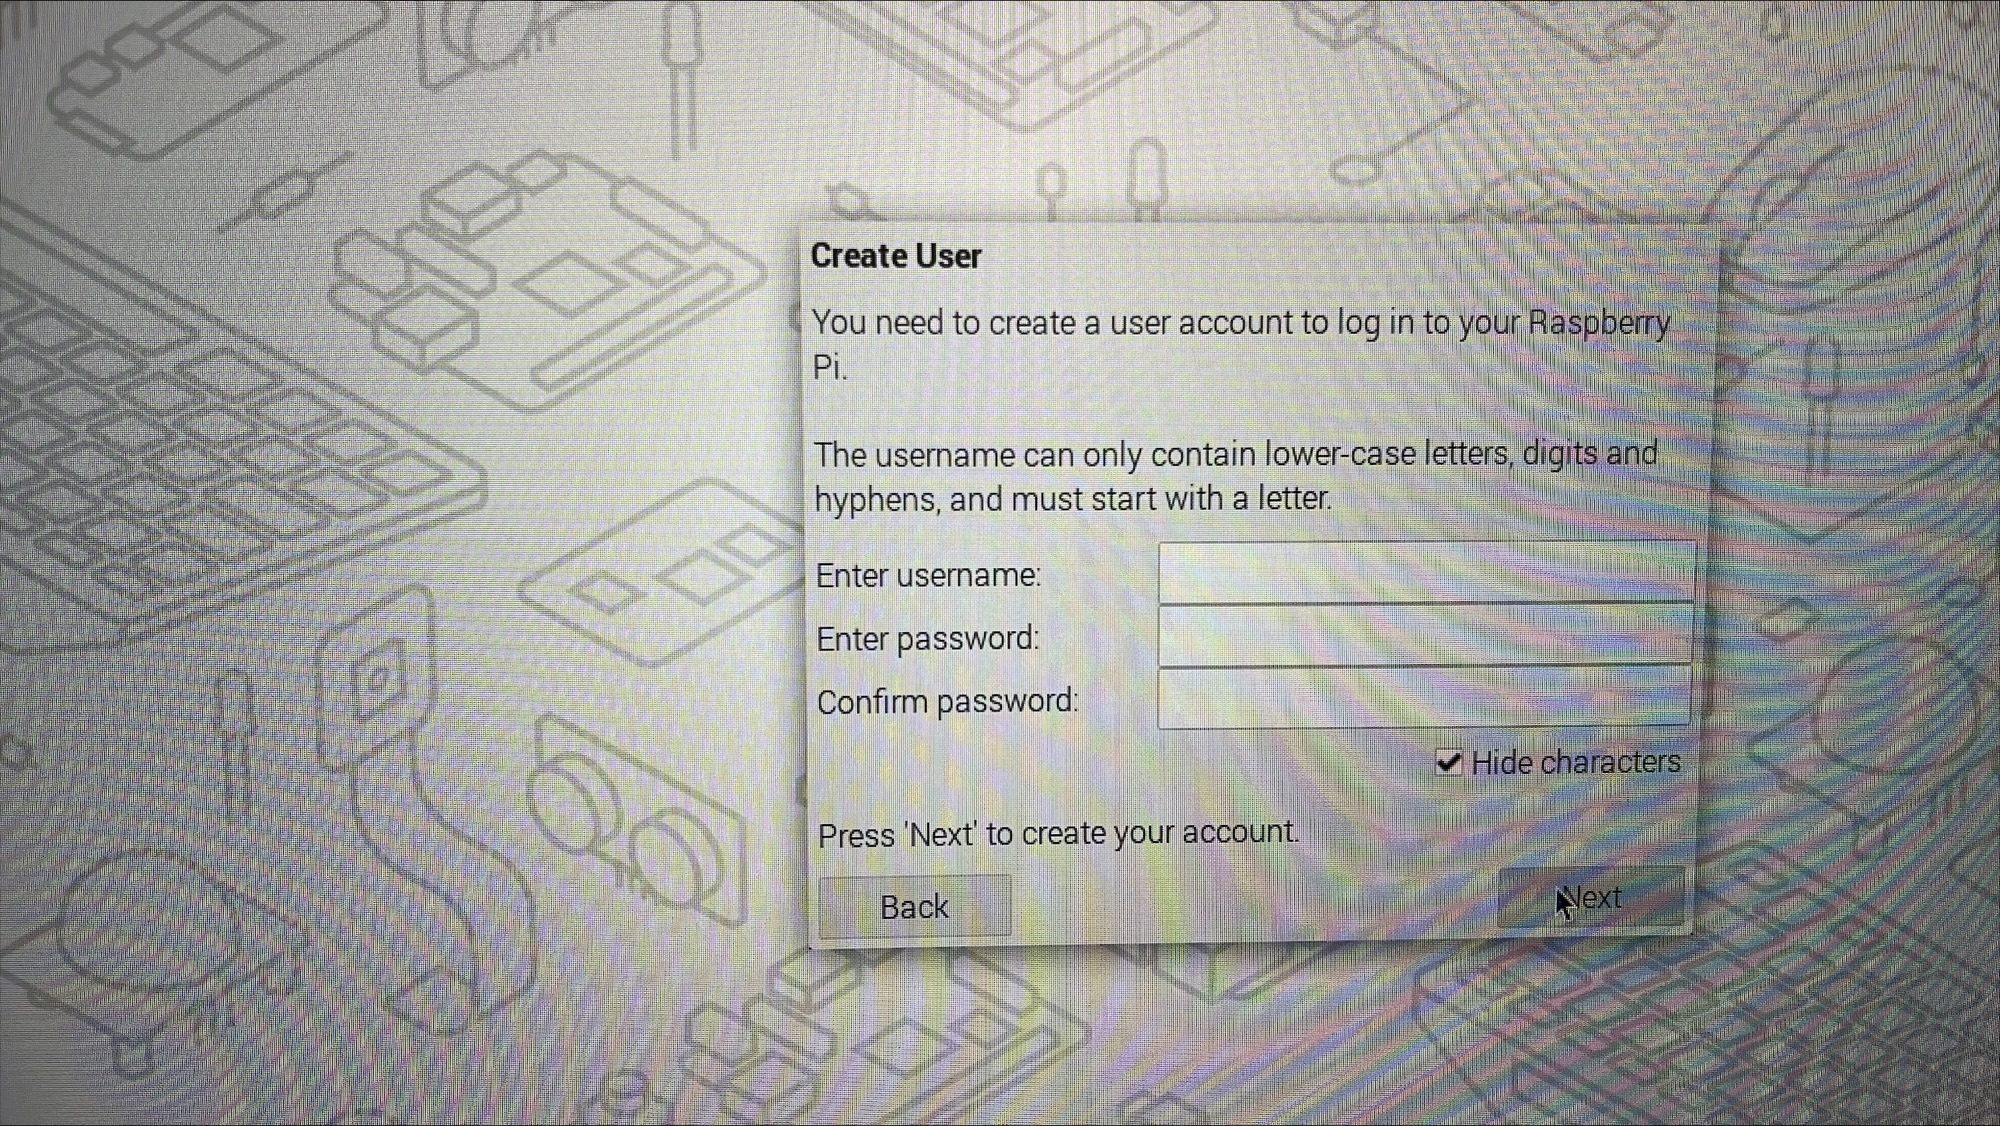 Create User
You need to create a user account to log in to your Raspberry
Pi.
The username can only contain lower-case letters, digits and
hyphens, and must start with a letter.
Enter username:
Enter password:
Confirm password:
Hide characters
Press 'Next' to create your account.
Back
Next